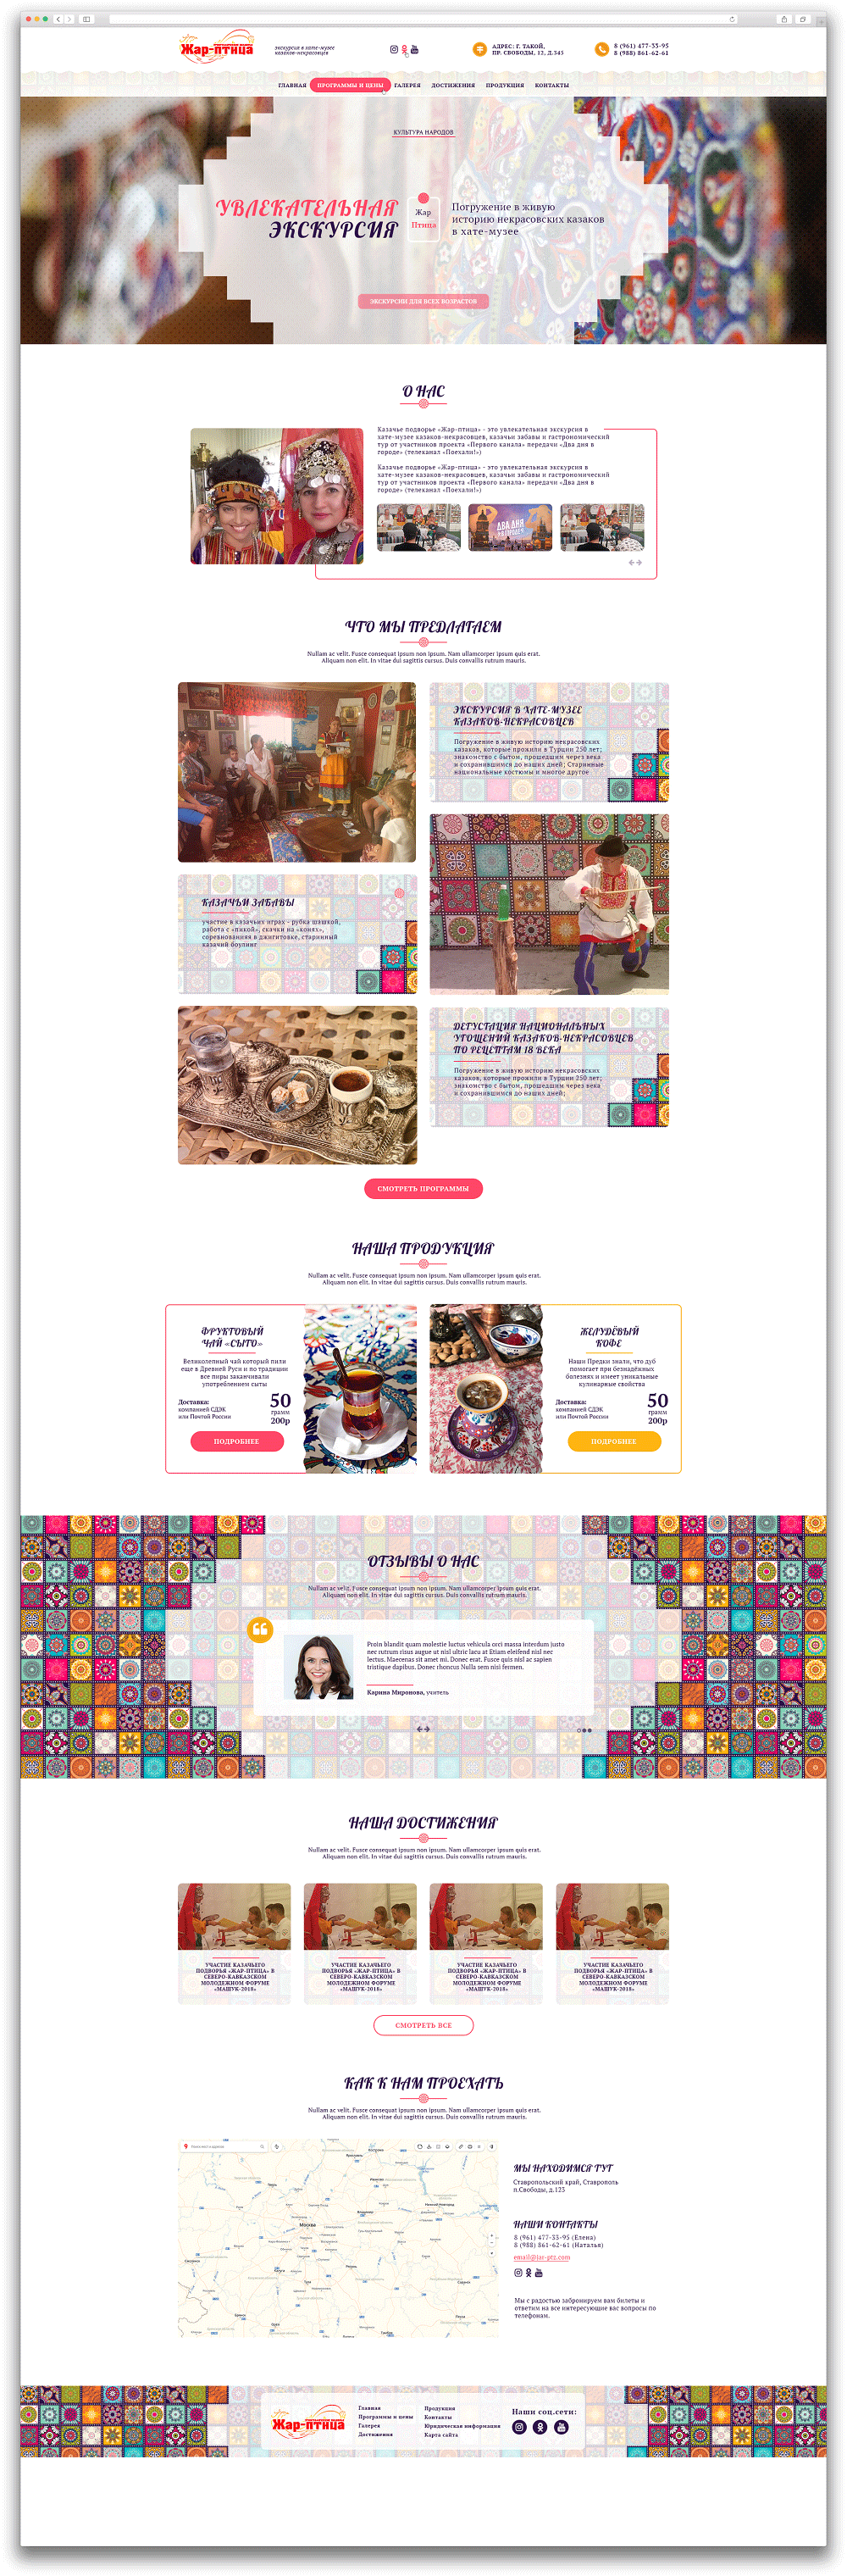 Жар-птица
экскурсия в хате-музее
казаков-некрасовцев
АДРЕС: Г. ТАКОЙ,
ПР. СВОБОДЫ, 12, Д.345
8 (961) 477-33-95
8 (988) 861-62-61
ГЛАВНАЯ ПРОГРАММЫ И ЦЕНЫ ГАЛЕРЕЯ ДОСТИЖЕНИЯ ПРОДУКЦИЯ КОНТАКТЫ
КУЛЬТУРА НАРОДОВ
УВЛЕКАТЕЛЬНАЯ
ЭКСКУРСИЯ
Жар
Птица
Погружение в живую
историю некрасовских казаков
в хате-музее
ЭКСКУРСИИ ДЛЯ ВСЕХ ВОЗРАСТОВ
О НАС
Казачье подворье «Жар-птица» - это увлекательная экскурсия в
хате-музее казаков-некрасовцев, казачьи забавы и гастрономический
тур от участников проекта «Первого канала» передачи «Два дня в
городе» (телеканал «Поехали!»)
Казачье подворье «Жар-птица» - это увлекательная экскурсия в
хате-музее казаков-некрасовцев, казачьи забавы и гастрономический
тур от участников проекта «Первого канала» передачи «Два дня в
городе» (телеканал «Поехали!»)
ДВА ДНЯ
В ГОРОДЕ
ЧТО МЫ ПРЕДЛАГАЕМ
Nullam ac velit. Fusce consequat ipsum non ipsum. Nam ullamcorper ipsum quis erat.
Aliquam non elit. In vitae dui sagittis cursus. Duis convallis rutrum mauris.
ЭКСКУРСИЯ В ХАТЕ-МУЗЕЕ
КАЗАКОВ-НЕКРАСОВЦЕВ
Погружение в живую историю некрасовских
казаков, которые прожили в Турции 250 лет;
знакомство с бытом, прошедшим через века
и сохранявшимся до наших дней; Старинные
национальные костюмы и многое другое
КАЗАЧЬИ ЗАБАВЫ
участие в казачьих играх - рубка шашкой,
работа с «пикой», скачки на «конях»,
соревнования в джигитовке, старинный
казачий боулинг
ДЕГУСТАЦИЯ НАЦИОНАЛЬНЫХ
УГОЩЕНИЙ КАЗАКОВ-НЕКРАСОВЦЕВ
ПО РЕЦЕПТАМ 18 ВЕКА
Погружение в живую историю некрасовских
казаков, которые прожили в Турции 250 лет;
знакомство с бытом, прошедшим через века
и сохранявшимся до наших дней;
СМОТРЕТЬ ПРОГРАММЫ
НАША ПРОДУКЦИЯ
Nullam ac velit. Fusce consequat ipsum non ipsum. Nam ullamcorper ipsum quis erat.
Aliquam non elit. In vitae dui sagittis cursus. Duis convallis rutrum mauris.
ФРУКТОВЫЙ
ЧАЙ «СЫТО»
Великолепный чай который пили
еще в Древней Руси и по традиции
все пиры заканчивали
употреблением сыты
Доставка:
компанией СДЭК
или Почтой России
50
грамм
200р
ПОДРОБНЕЕ
ЖЕЛУДЁВЫЙ
КОФЕ
Наши Предки знали, что дуб
помогает при безнадёжных
болезнях и имеет уникальные
кулинарные свойства
Доставка:
компанией СДЭК
или Почтой России
50
грамм
200р
ПОДРОБНЕЕ
ОТЗЫВЫ О НАС
Nullam ac velit. Fusce consequat ipsum non ipsum. Nam ullamcorper ipsum quis erat.
Aliquam non elit. In vitae dui sagittis cursus. Duis convallis rutrum mauris.
Proin blandit quam molestie luctus vehicula orci massa interdum justo
nec rutrum risus augue ut nisl ultric lacu at Etiam eleifend nisl nec
lectus. Maecenas sit amet mi. Donec erat. Fusce quis nisl ac sapien
tristique dapibus. Donec rhoncus Nulla sem nisi fermen.
Карина Миронова, учитель
НАША ДОСТИЖЕНИЯ
Nullam ac velit. Fusce consequat ipsum non ipsum. Nam ullamcorper ipsum quis erat.
Aliquam non elit. In vitae dui sagittis cursus. Duis convallis rutrum mauris.
УЧАСТИЕ КАЗАЧЬЕГО
ПОДВОРЬЯ «ЖАР-ПТИЦА» В
СЕВЕРО-КАВКАЗСКОМ
МОЛОДЕЖНОМ ФОРУМЕ
«МАШУК-2018»
УЧАСТИЕ КАЗАЧЬЕГО
ПОДВОРЬЯ «ЖАР-ПТИЦА» В
СЕВЕРО-КАВКАЗСКОМ
МОЛОДЕЖНОМ ФОРУМЕ
«МАШУК-2018»
УЧАСТИЕ КАЗАЧЬЕГО
ПОДВОРЬЯ «ЖАР-ПТИЦА» В
СЕВЕРО-КАВКАЗСКОМ
МОЛОДЕЖНОМ ФОРУМЕ
«МАШУК-2018»
УЧАСТИЕ КАЗАЧЬЕГО
ПОДВОРЬЯ «ЖАР-ПТИЦА» В
СЕВЕРО-КАВКАЗСКОМ
МОЛОДЕЖНОМ ФОРУМЕ
«МАШУК-2018»
СМОТРЕТЬ ВСЕ
КАК К НАМ ПРОЕХАТЬ
Nullam ac velit. Fusce consequat ipsum non ipsum. Nam ullamcorper ipsum quis erat.
Aliquam non elit. In vitae dui sagittis cursus. Duis convallis rutrum mauris.
Москва
МЫ НАХОДИМСЯ ТУТ
Ставропольский край, Ставрополь
п.Свободы, д.123
НАШИ КОНТАКТЫ
8 (961) 477-33-95 (Елена)
8 (988) 861-62-61 (Наталья)
email@jar-ptz.com
Мы с радостью забронируем вам билеты и
ответим на все интересующие вас вопросы по
телефонам.
Жар-птица
Главная
Программы и цены
Галерея
Достижения
Продукция
Контакты
Юридическая информация
Карта сайта
Наши соц.сети: